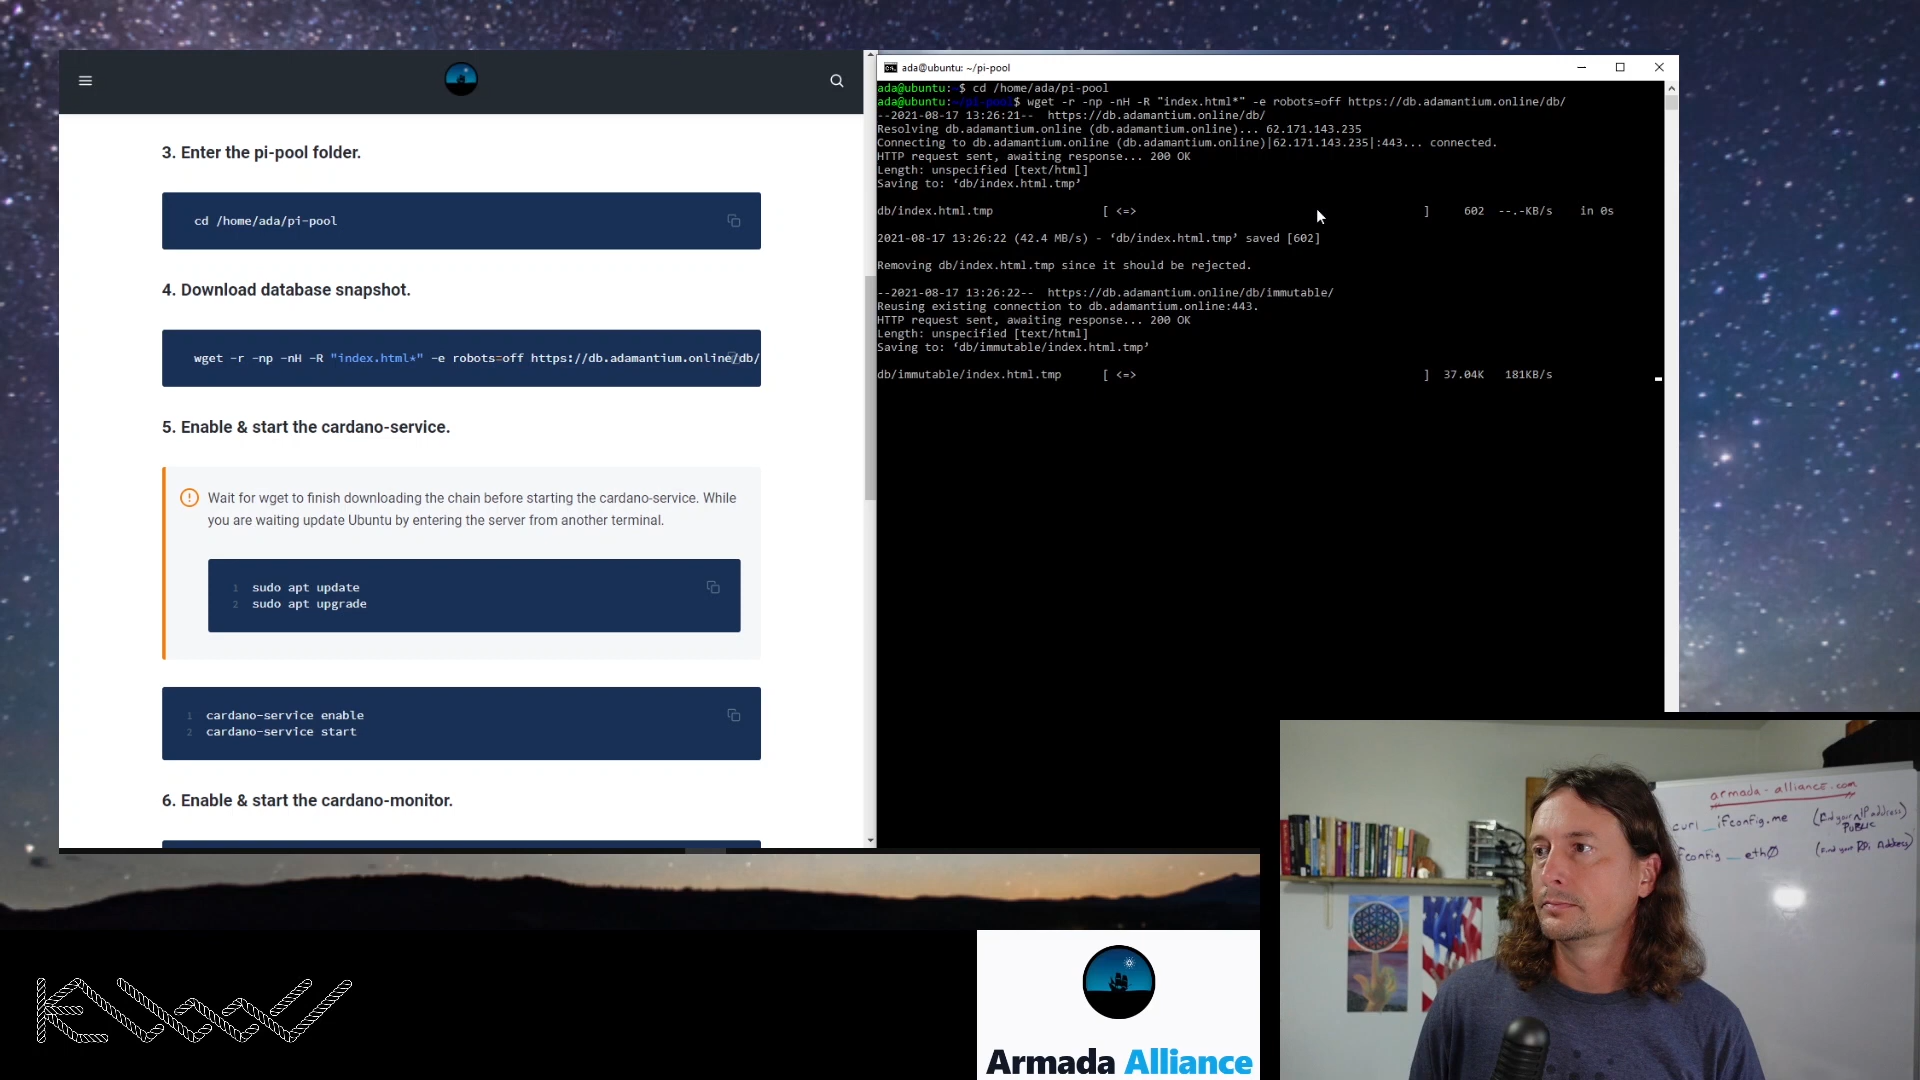 3. Enter the pi-pool folder.
cd /home/ada/pi-pool
4. Download database snapshot.
wget -r -np -nH -R "index.html*" -e robots=off https://db.adamantium.online/db/
5. Enable & start the cardano-service.
Wait for wget to finish downloading the chain before starting the cardano-service. While
you are waiting update Ubuntu by entering the server from another terminal.
1 sudo apt update
2 sudo apt upgrade
1 cardano-service enable
2 cardano-service start
6. Enable & start the cardano-monitor.
ada@ubuntu: ~/pi-pool
ada@ubuntu:~$ cd /home/ada/pi-pool
ada@ubuntu:~/pi-pool$ wget -r -np -nH -R "index.html*" -e robots=off https://db.adamantium.online/db/
--2021-08-17 13:26:21--  https://db.adamantium.online/db/
Resolving db.adamantium.online (db.adamantium.online)... 62.171.143.235
Connecting to db.adamantium.online (db.adamantium.online)|62.171.143.235|:443... connected.
HTTP request sent, awaiting response... 200 OK
Length: unspecified [text/html]
Saving to: ‘db/index.html.tmp’
db/index.html.tmp [ <=> ] 602 --.-KB/s in 0s
2021-08-17 13:26:22 (42.4 MB/s) - ‘db/index.html.tmp’ saved [602]
Removing db/index.html.tmp since it should be rejected.
--2021-08-17 13:26:22--  https://db.adamantium.online/db/immutable/
Reusing existing connection to db.adamantium.online:443.
HTTP request sent, awaiting response... 200 OK
Length: unspecified [text/html]
Saving to: ‘db/immutable/index.html.tmp’
db/immutable/index.html.tmp [ <=> ] 37.04K 181KB/s
armada-alliance.com
curl ifconfig.me (Find your IP address)
PUBLIC
fconfig eth0 (Find your RPi Address)
Armada Alliance